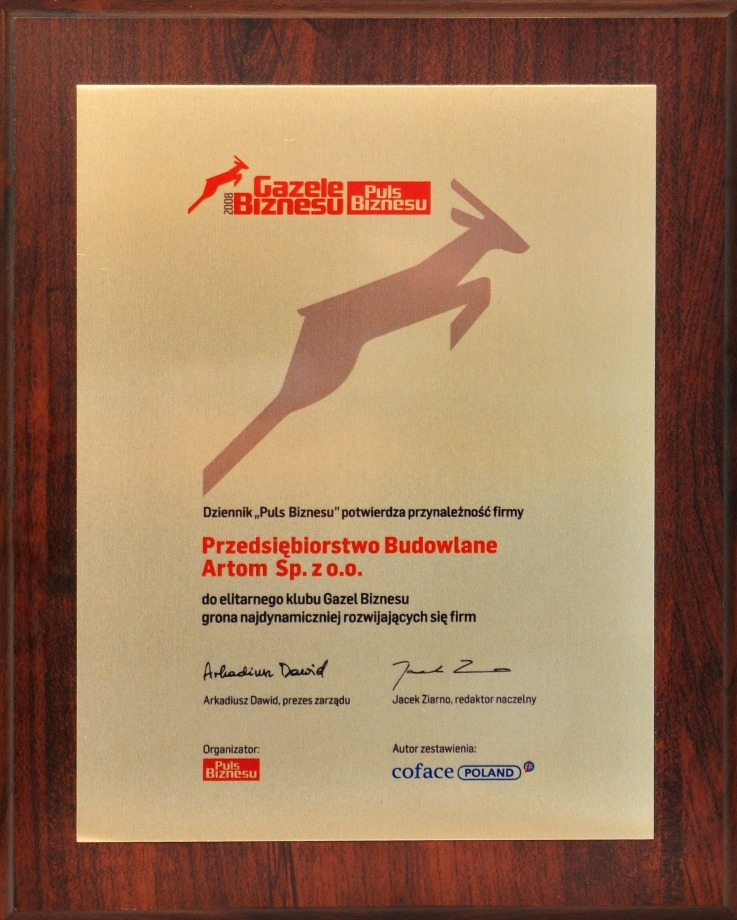 2008
Gazele
Biznesu
Puls
Biznesu
Dziennik „Puls Biznesu” potwierdza przynależność firmy
Przedsiębiorstwo Budowlane
Artom Sp. z o.o.
do elitarnego klubu Gazel Biznesu
grona najdynamiczniej rozwijających się firm
Arkadiusz Dawid
Arkadiusz Dawid, prezes zarządu
Jacek Ziarno, redaktor naczelny
Organizator:
Puls
Biznesu
Autor zestawienia:
coface POLAND